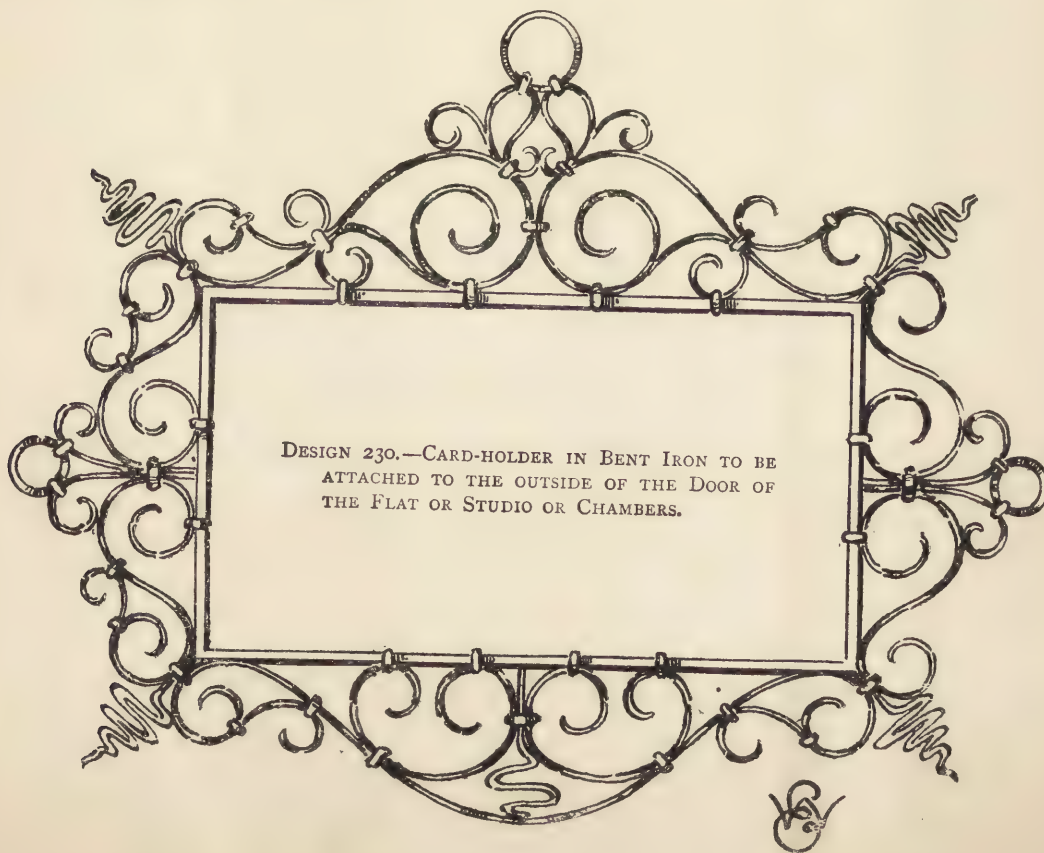 DESIGN 230.—CARD-HOLDER IN BENT IRON TO BE
ATTACHED TO THE OUTSIDE OF THE DOOR OF
THE FLAT OR STUDIO OR CHAMBERS.